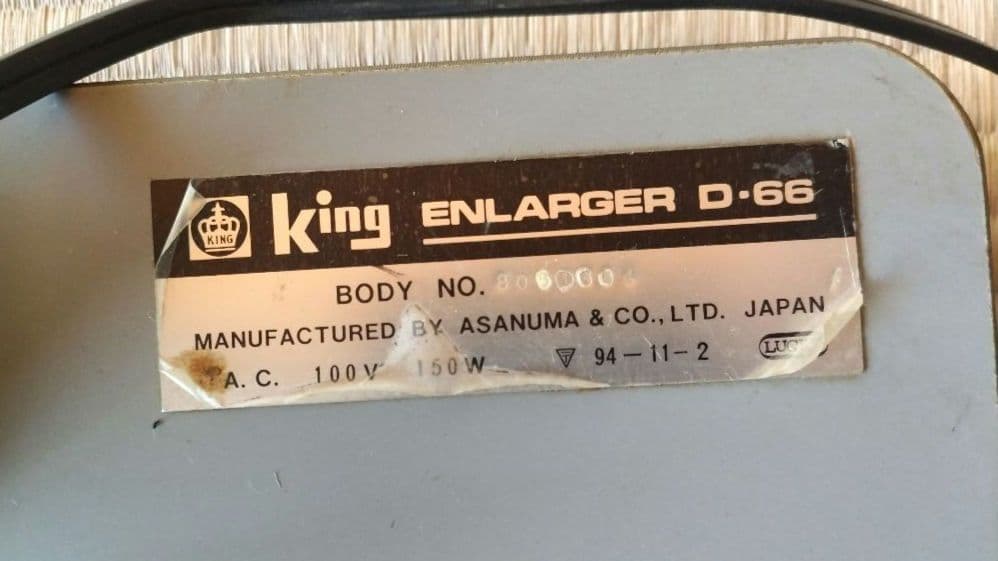 KING
king ENLARGER D·66
BODY NO.
MANUFACTURED BY ASANUMA & CO., LTD. JAPAN
A. C. 100V 150W 94-11-2